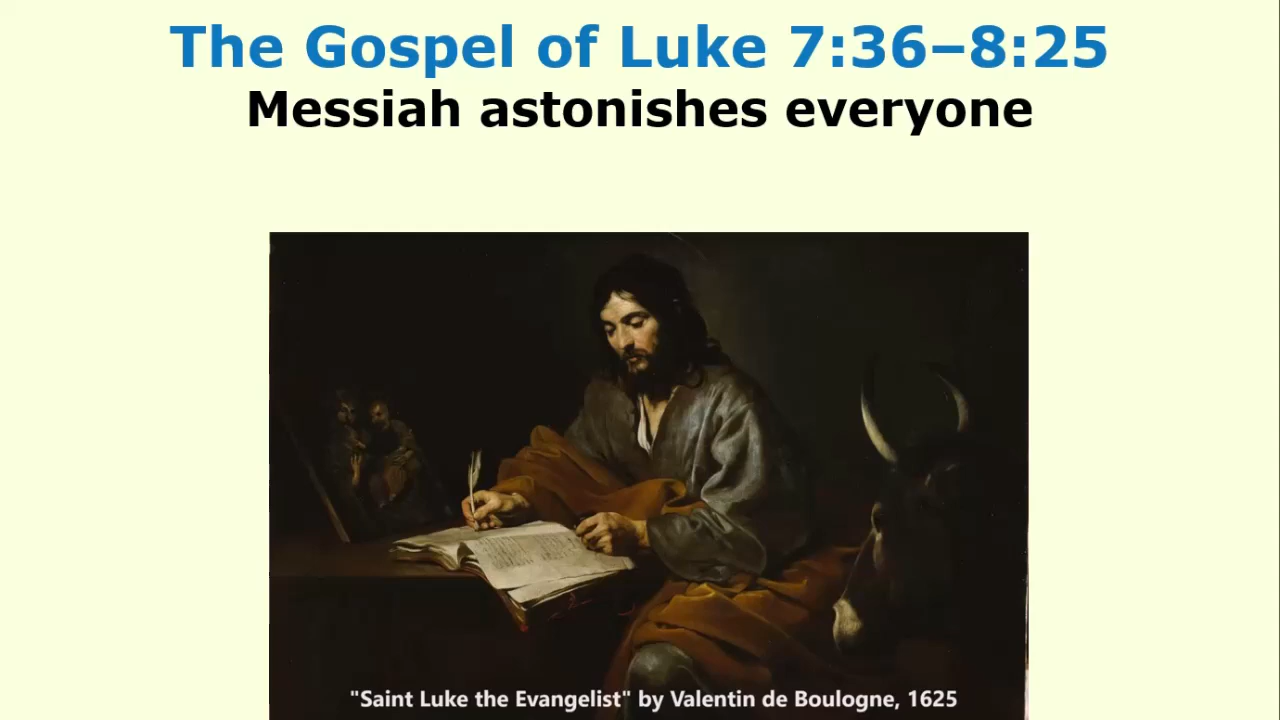 The Gospel of Luke 7:36–8:25
Messiah astonishes everyone
"Saint Luke the Evangelist" by Valentin de Boulogne, 1625